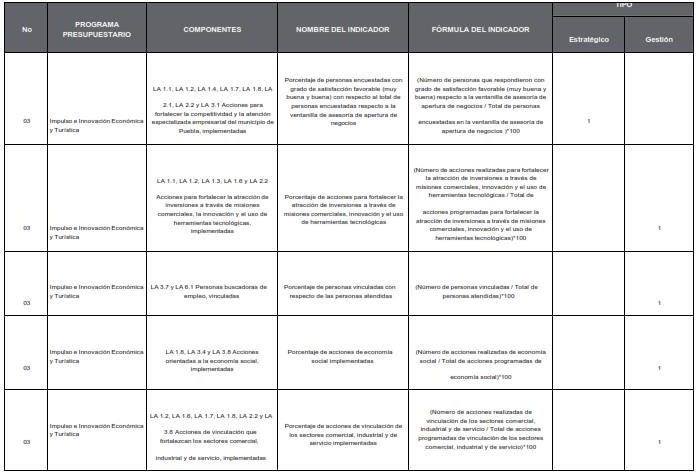 TIPO
No
PROGRAMA
PRESUPUESTARIO
COMPONENTES
NOMBRE DEL INDICADOR
FÓRMULA DEL INDICADOR
Estratégico
Gestión
03
Impulso e Innovación Económica
y Turística
LA 1.1, LA 1.2, LA 1.4, LA 1.7, LA 1.8, LA
2.1, LA 2.2 y LA 3.1 Acciones para
fortalecer la competitividad y la atención
especializada empresarial del municipio de
Puebla, implementadas
Porcentaje de personas encuestadas con
grado de satisfacción favorable (muy
buena y buena) con respecto al total de
personas encuestadas respecto a la
ventanilla de asesoría de apertura de
negocios
(Número de personas que respondieron con
grado de satisfacción favorable (muy buena y
buena) respecto a la ventanilla de asesoría de
apertura de negocios / Total de personas
encuestadas en la ventanilla de asesoría de
apertura de negocios )*100
1
03
Impulso e Innovación Económica
y Turística
LA 1.1, LA 1.2, LA 1.3, LA 1.6 y LA 2.2
Acciones para fortalecer la atracción de
inversiones a través de misiones
comerciales, la innovación y el uso de
herramientas tecnológicas,
implementadas
Porcentaje de acciones para fortalecer la
atracción de inversiones a través de
misiones comerciales, innovación y el uso
de herramientas tecnológicas
(Número de acciones realizadas para fortalecer
la atracción de inversiones a través de
misiones comerciales, innovación y el uso de
herramientas tecnológicas / Total de
acciones programadas para fortalecer la
atracción de inversiones a través de misiones
comerciales, innovación y el uso de
herramientas tecnológicas)*100
1
03
Impulso e Innovación Económica
y Turística
LA 3.7 y LA 6.1 Personas buscadoras de
empleo, vinculadas
Porcentaje de personas vinculadas con
respecto de las personas atendidas
(Número de personas vinculadas / Total de
personas atendidas)*100
1
03
Impulso e Innovación Económica
y Turística
LA 1.8, LA 3.4 y LA 3.8 Acciones
orientadas a la economía social,
implementadas
Porcentaje de acciones de economía
social implementadas
(Número de acciones realizadas de economía
social / Total de acciones programadas de
economía social)*100
1
03
Impulso e Innovación Económica
y Turística
LA 1.2, LA 1.6, LA 1.7, LA 1.8, LA 2.2 y LA
3.8 Acciones de vinculación que
fortalezcan los sectores comercial,
industrial y de servicio, implementadas
Porcentaje de acciones de vinculación de
los sectores comercial, industrial y de
servicio implementadas
(Número de acciones realizadas de
vinculación de los sectores comercial,
industrial y de servicio / Total de acciones
programadas de vinculación de los sectores
comercial, industrial y de servicio)*100
1